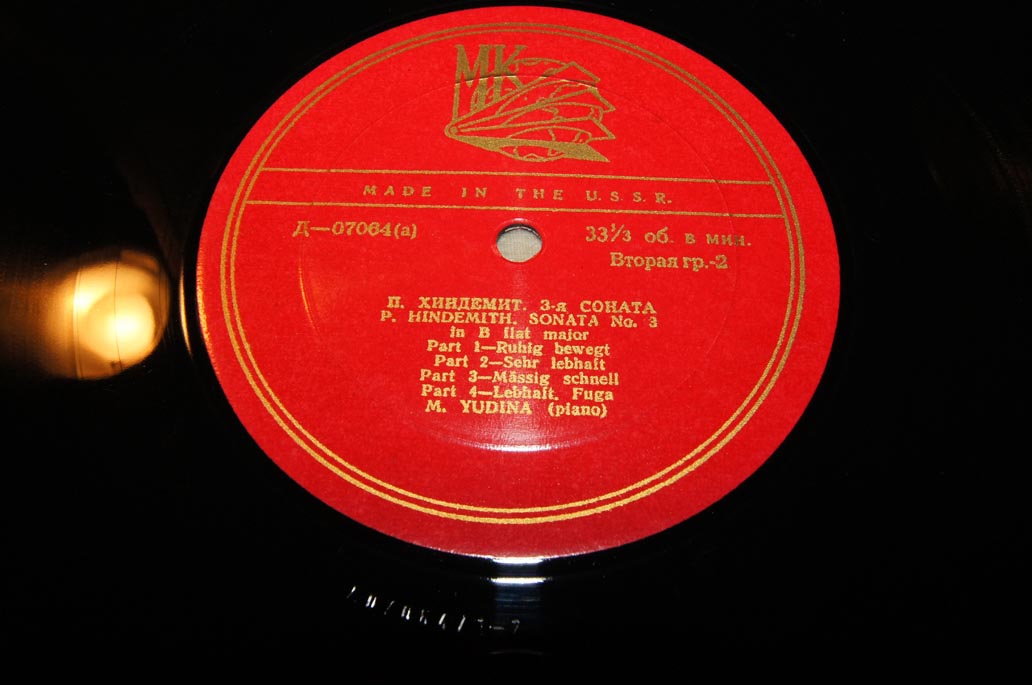 МК
MADE IN THE U.S.S.R.
Д—07064(а)
33⅓ об. в мин.
Вторая гр.-2
П. ХИНДЕМИТ. 3-я СОНАТА
P. HINDEMITH. SONATA No. 3
in B flat major
Part 1—Ruhig bewegt
Part 2—Sehr lebhaft
Part 3—Mässig schnell
Part 4—Lebhaft. Fuga
M. YUDINA (piano)